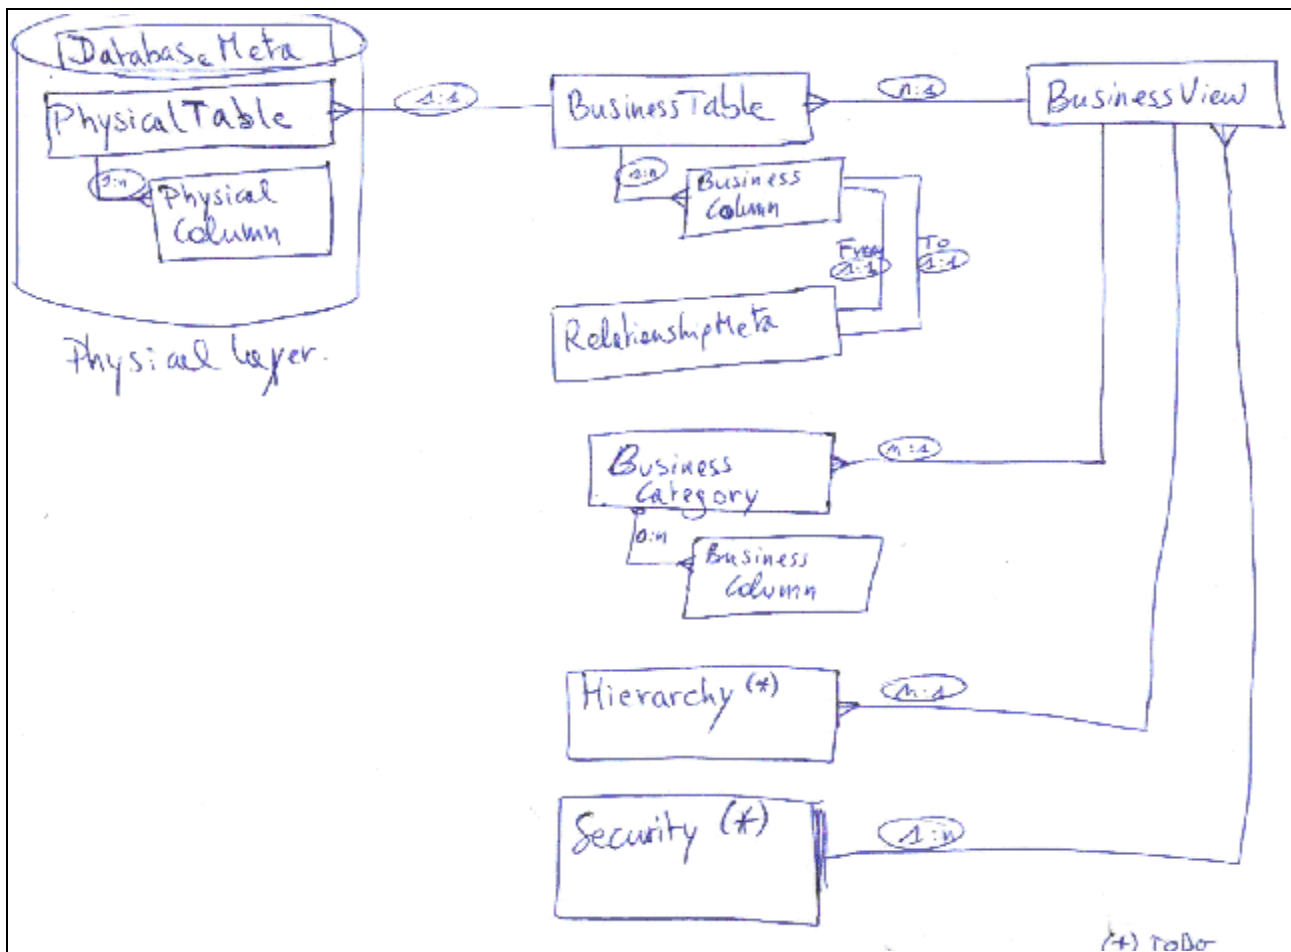 DatabaseMeta
PhysicalTable
1:1
BusinessTable
n:1
BusinessView
1:n
Physical
Column
1:n
Business
Column
From
1:1
To
1:1
RelationshipMeta
Physical Layer.
Business
Category
n:1
0:n
Business
Column
Hierarchy (*)
n:1
Security (*)
1:n
(*) ToDo